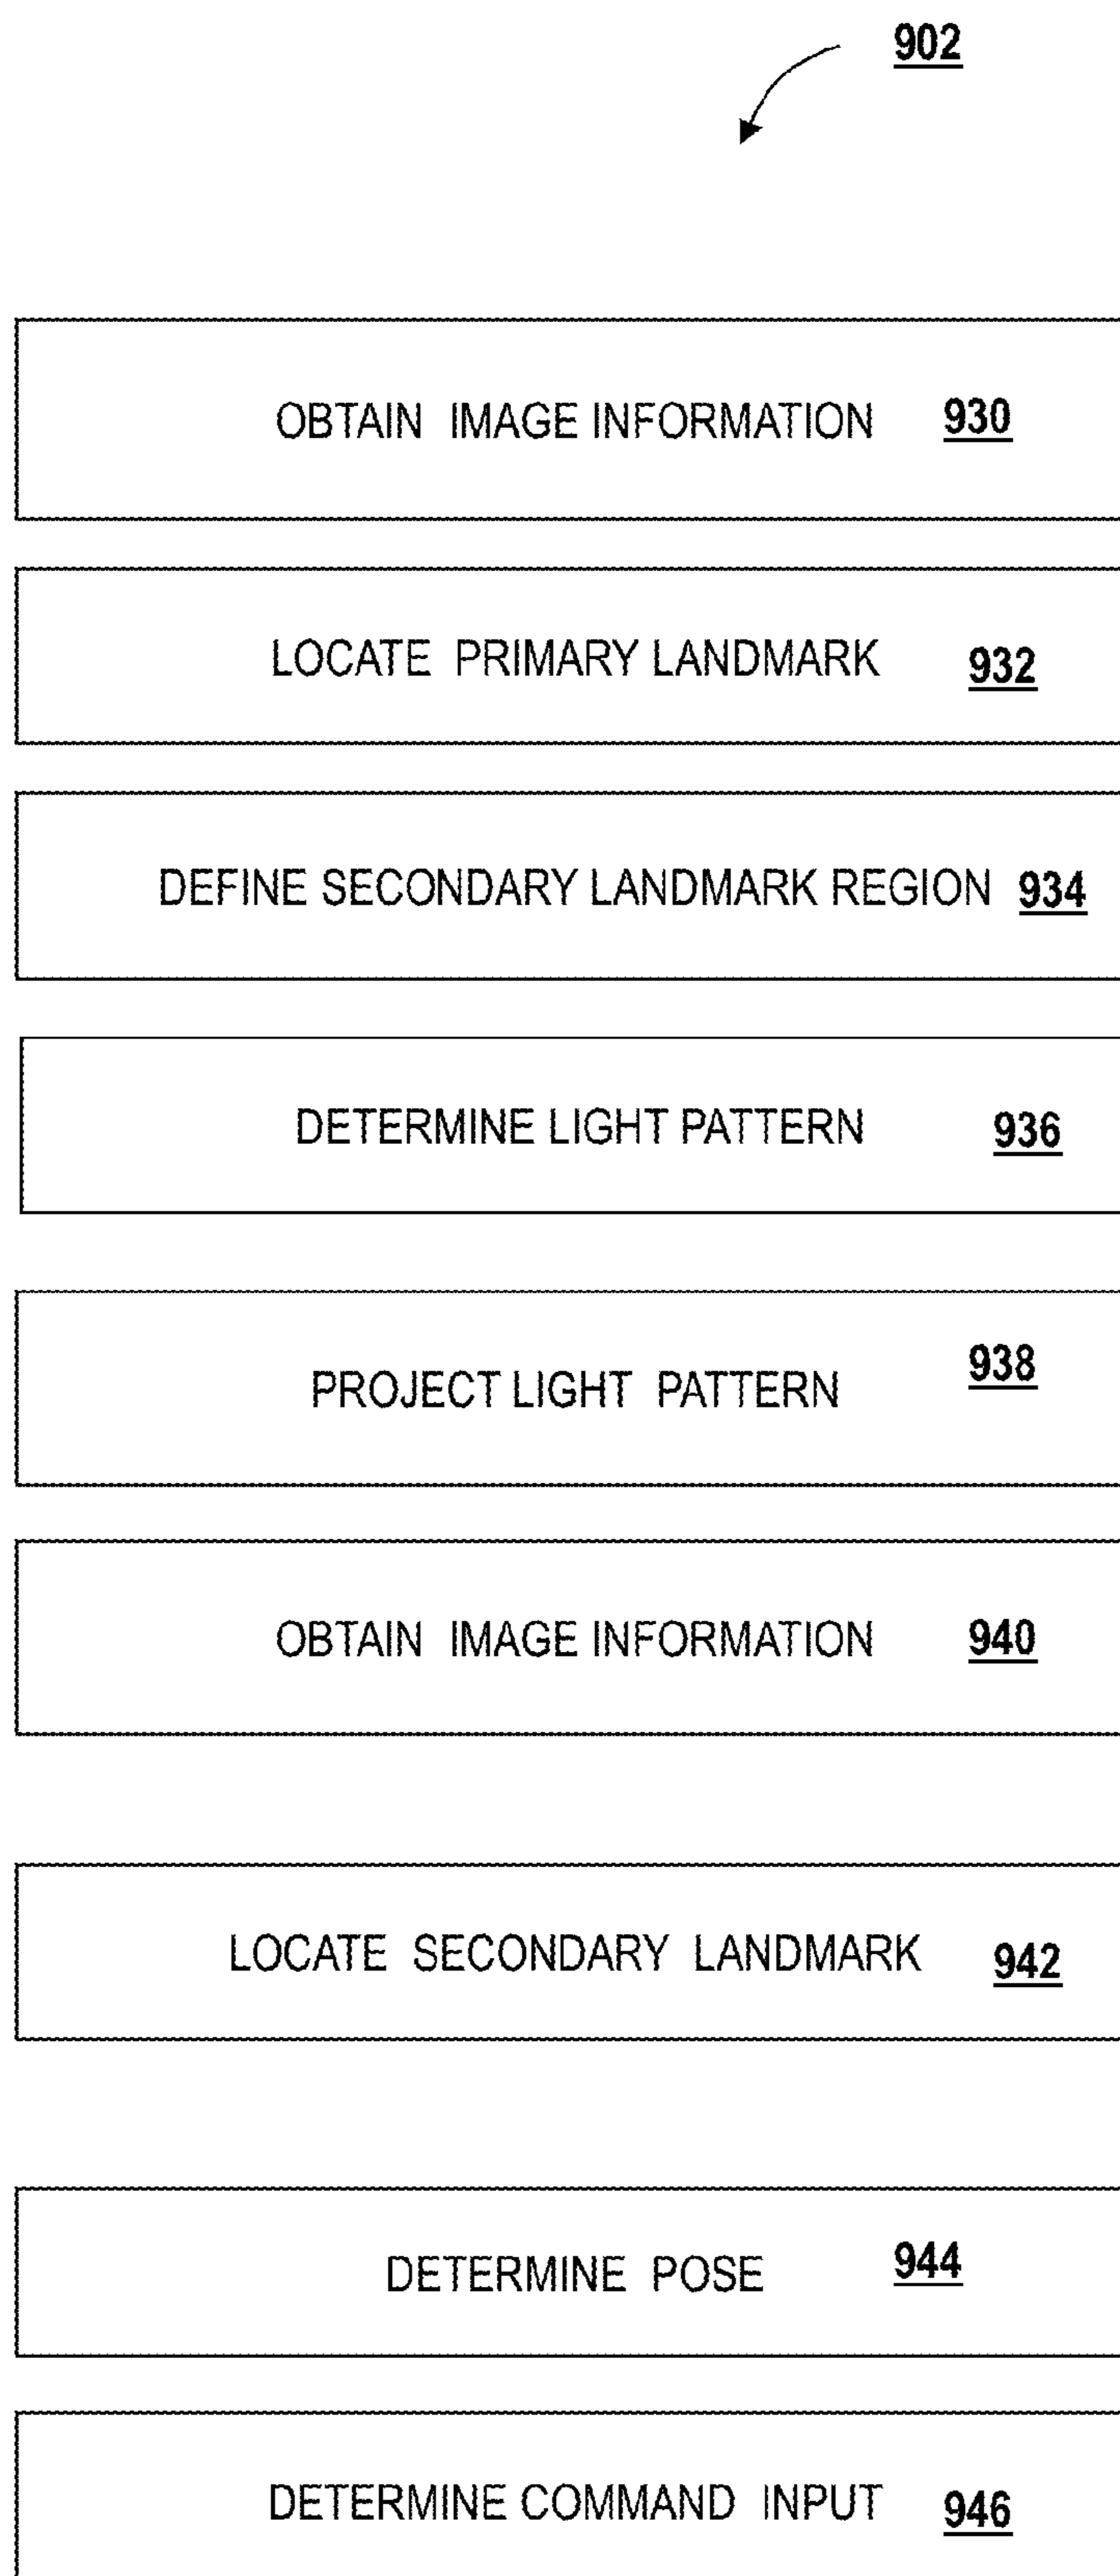 902
OBTAIN IMAGE INFORMATION 930
LOCATE PRIMARY LANDMARK 932
DEFINE SECONDARY LANDMARK REGION 934
DETERMINE LIGHT PATTERN 936
PROJECT LIGHT PATTERN 938
OBTAIN IMAGE INFORMATION 940
LOCATE SECONDARY LANDMARK 942
DETERMINE POSE 944
DETERMINE COMMAND INPUT 946